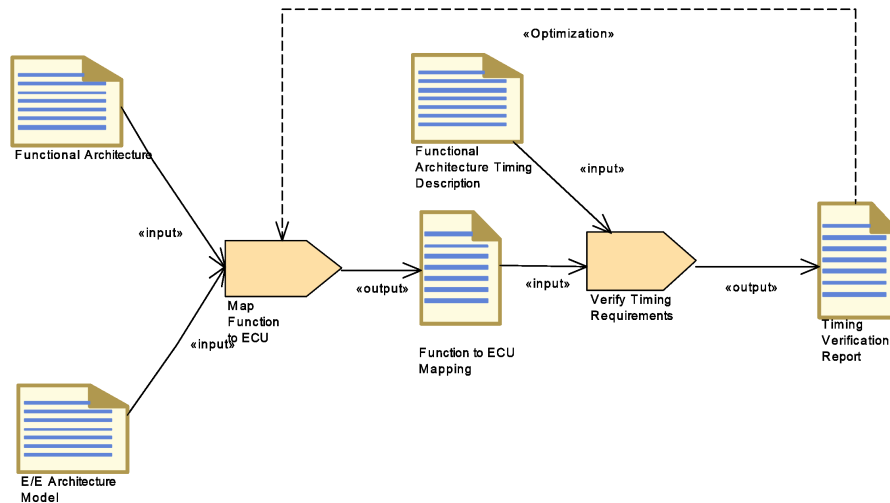 «Optimization»
Functional Architecture
Functional
Architecture Timing
Description
«input»
«input»
Map
Function
to ECU
«output»
«input»
Verify Timing
Requirements
«output»
«input»
Function to ECU
Mapping
Timing
Verification
Report
E/E Architecture
Model